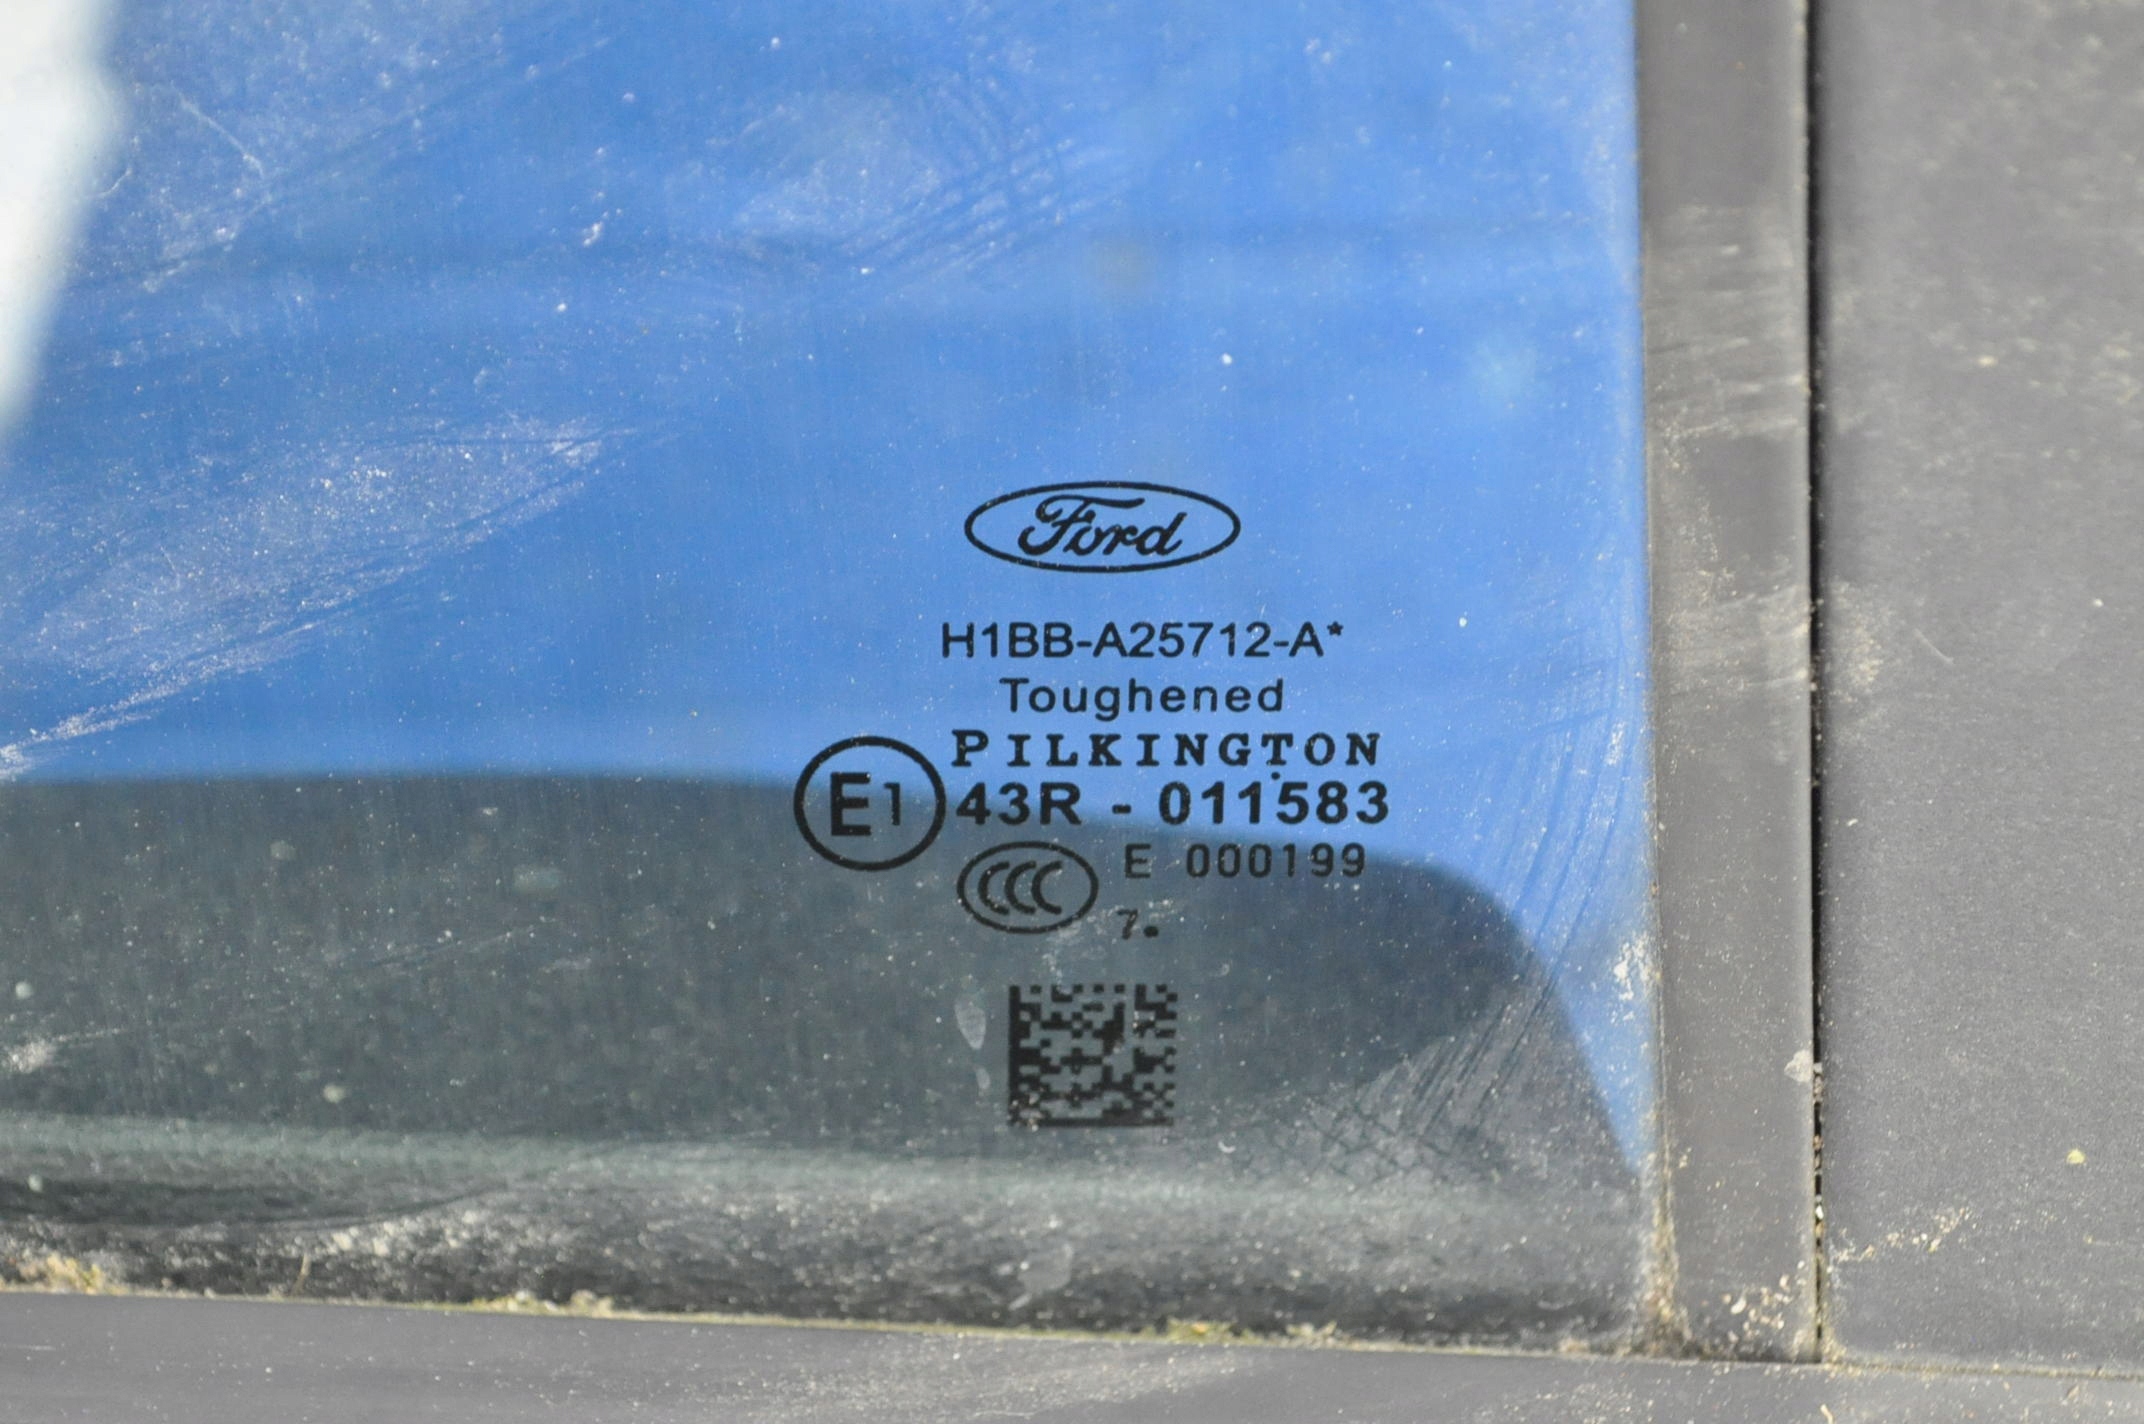 Ford
H1BB-A25712-A*
Toughened
PILKINGTON
E1 43R - 011583
CCC E 000199
7.